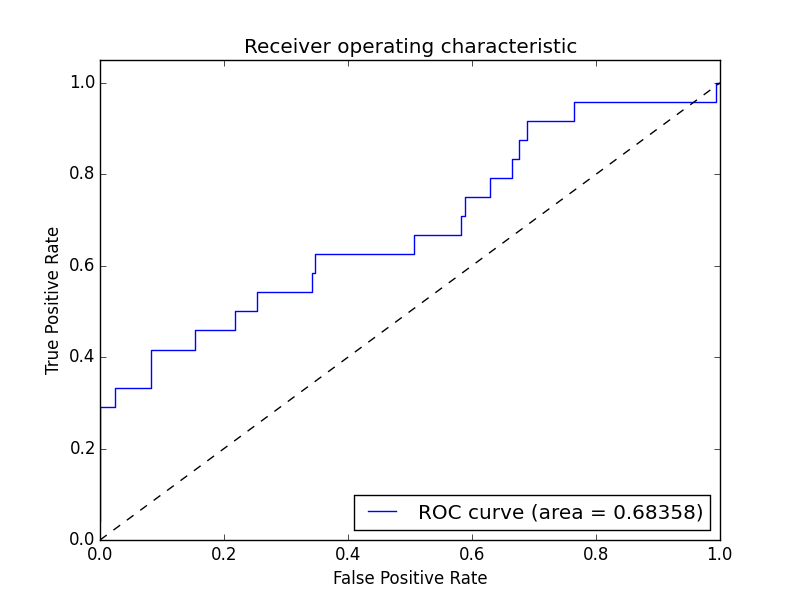 Receiver operating characteristic
1.0
0.8
0.6
0.4
0.2
0.0
True Positive Rate
ROC curve (area = 0.68358)
0.0 0.2 0.4 0.6 0.8 1.0
False Positive Rate